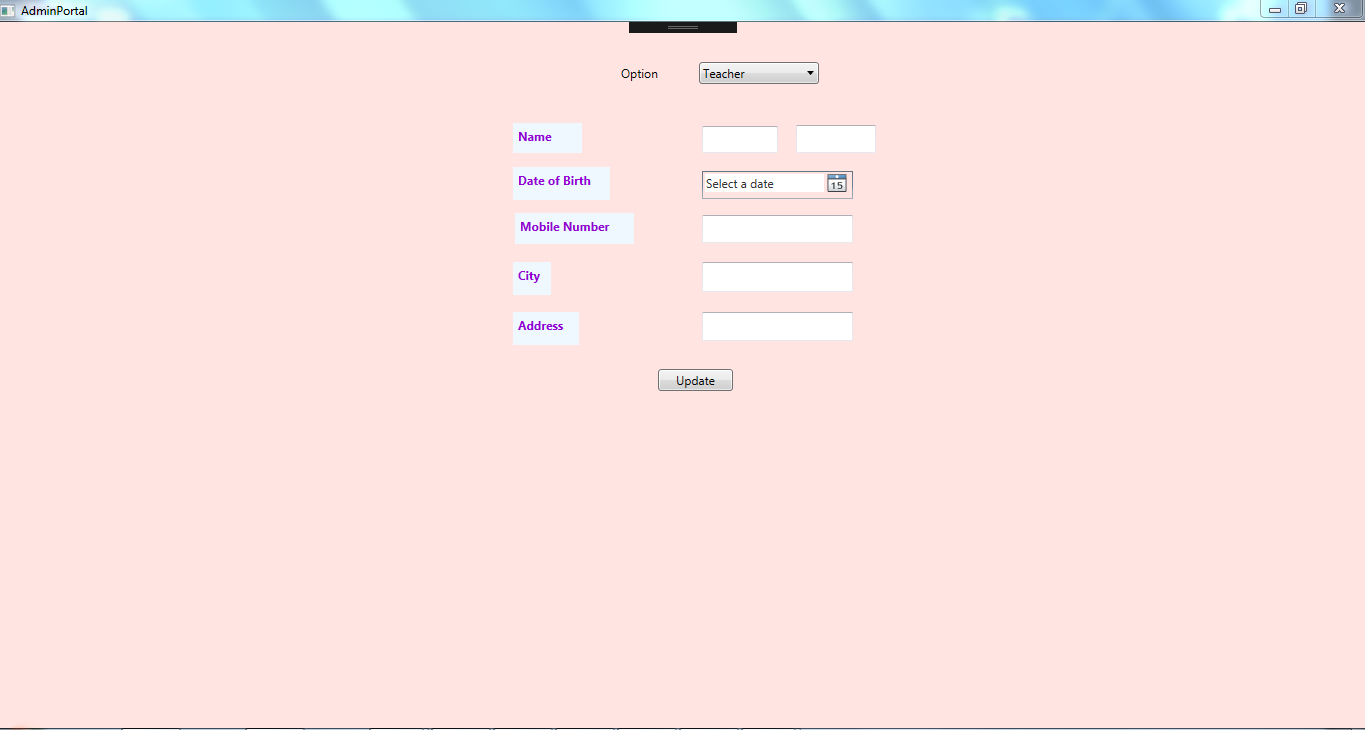 AdminPortal
Option Teacher
Name
Date of Birth Select a date 15
Mobile Number
City
Address
Update